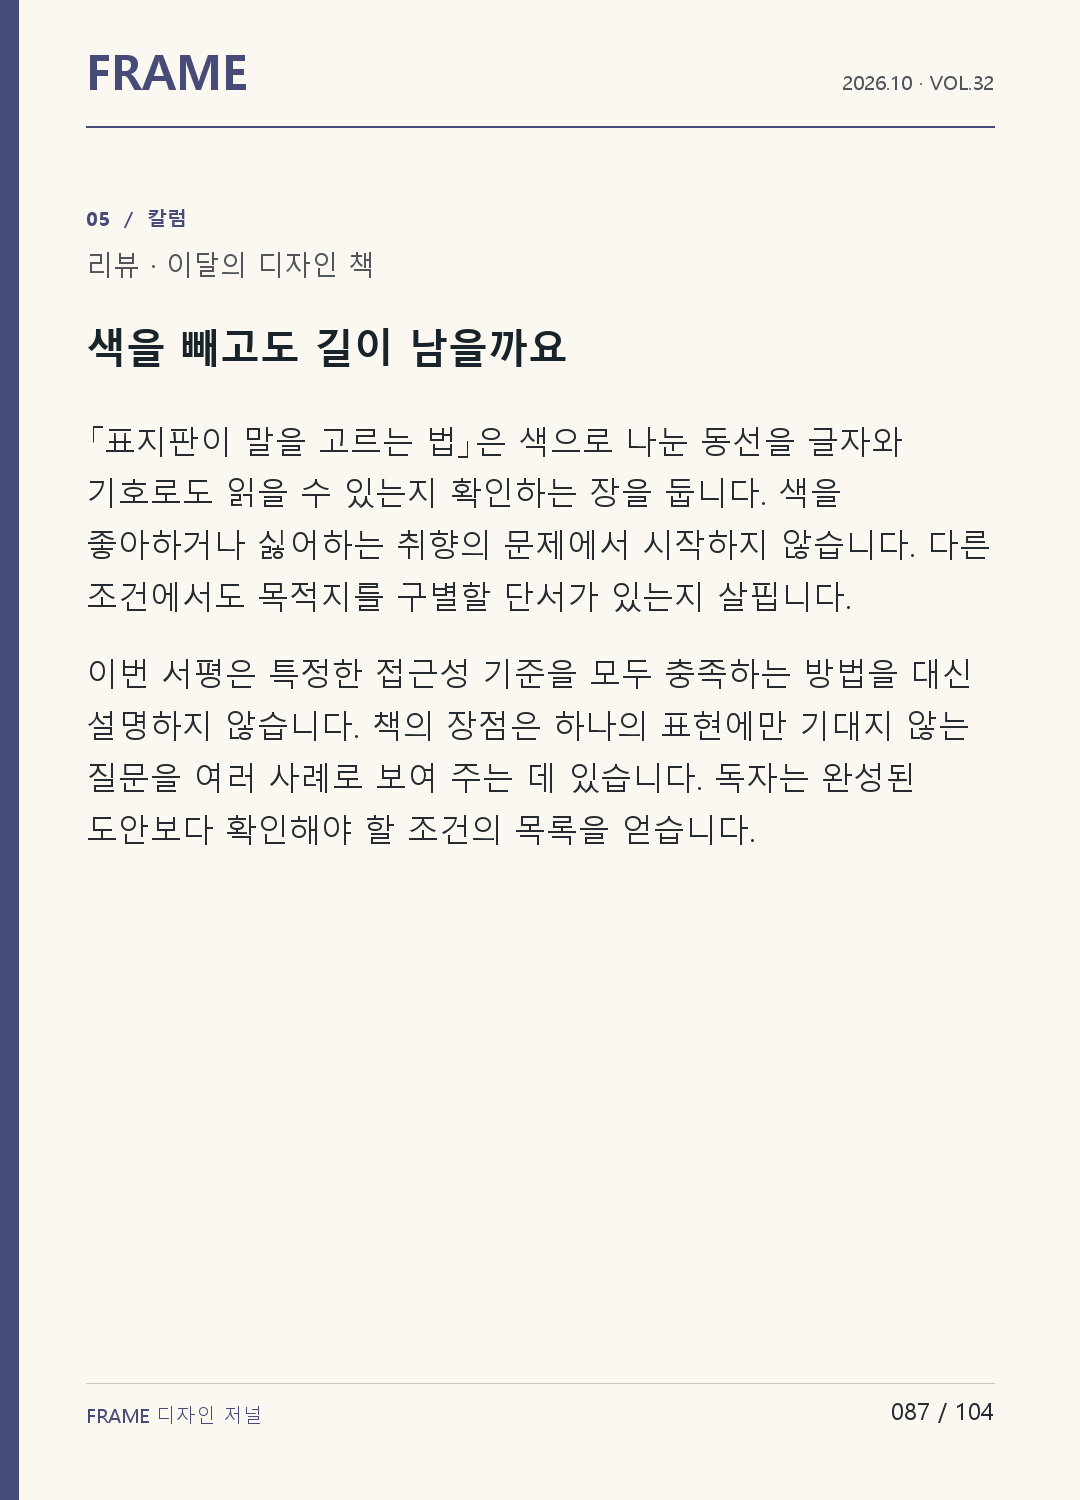 FRAME
2026.10 · VOL.32
05 / 칼럼
리뷰 · 이달의 디자인 책
색을 빼고도 길이 남을까요
「표지판이 말을 고르는 법」은 색으로 나눈 동선을 글자와
기호로도 읽을 수 있는지 확인하는 장을 둡니다. 색을
좋아하거나 싫어하는 취향의 문제에서 시작하지 않습니다. 다른
조건에서도 목적지를 구별할 단서가 있는지 살핍니다.
이번 서평은 특정한 접근성 기준을 모두 충족하는 방법을 대신
설명하지 않습니다. 책의 장점은 하나의 표현에만 기대지 않는
질문을 여러 사례로 보여 주는 데 있습니다. 독자는 완성된
도안보다 확인해야 할 조건의 목록을 얻습니다.
FRAME 디자인 저널
087 / 104